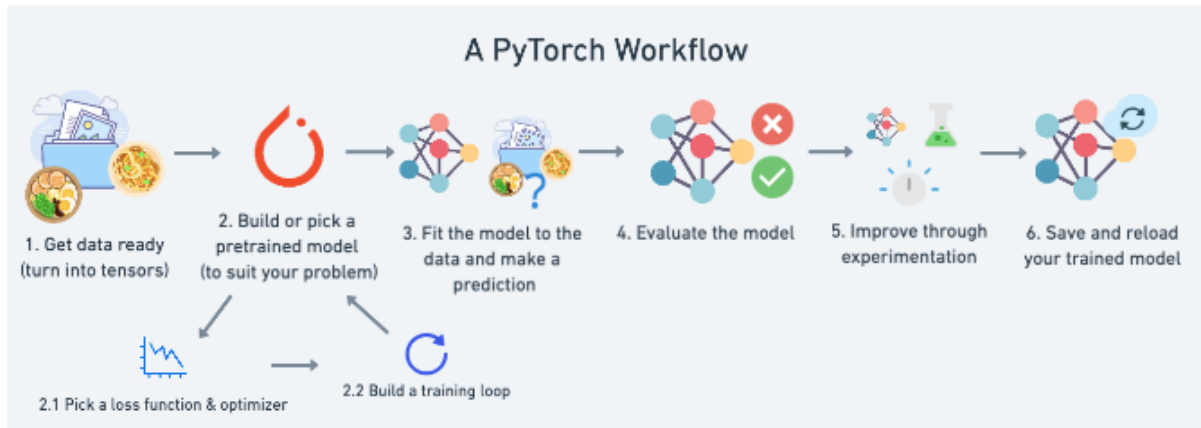 A PyTorch Workflow
1. Get data ready
(turn into tensors)
2. Build or pick a
pretrained model
(to suit your problem)
3. Fit the model to the
data and make a
prediction
4. Evaluate the model
5. Improve through
experimentation
6. Save and reload
your trained model
2.1 Pick a loss function & optimizer
2.2 Build a training loop